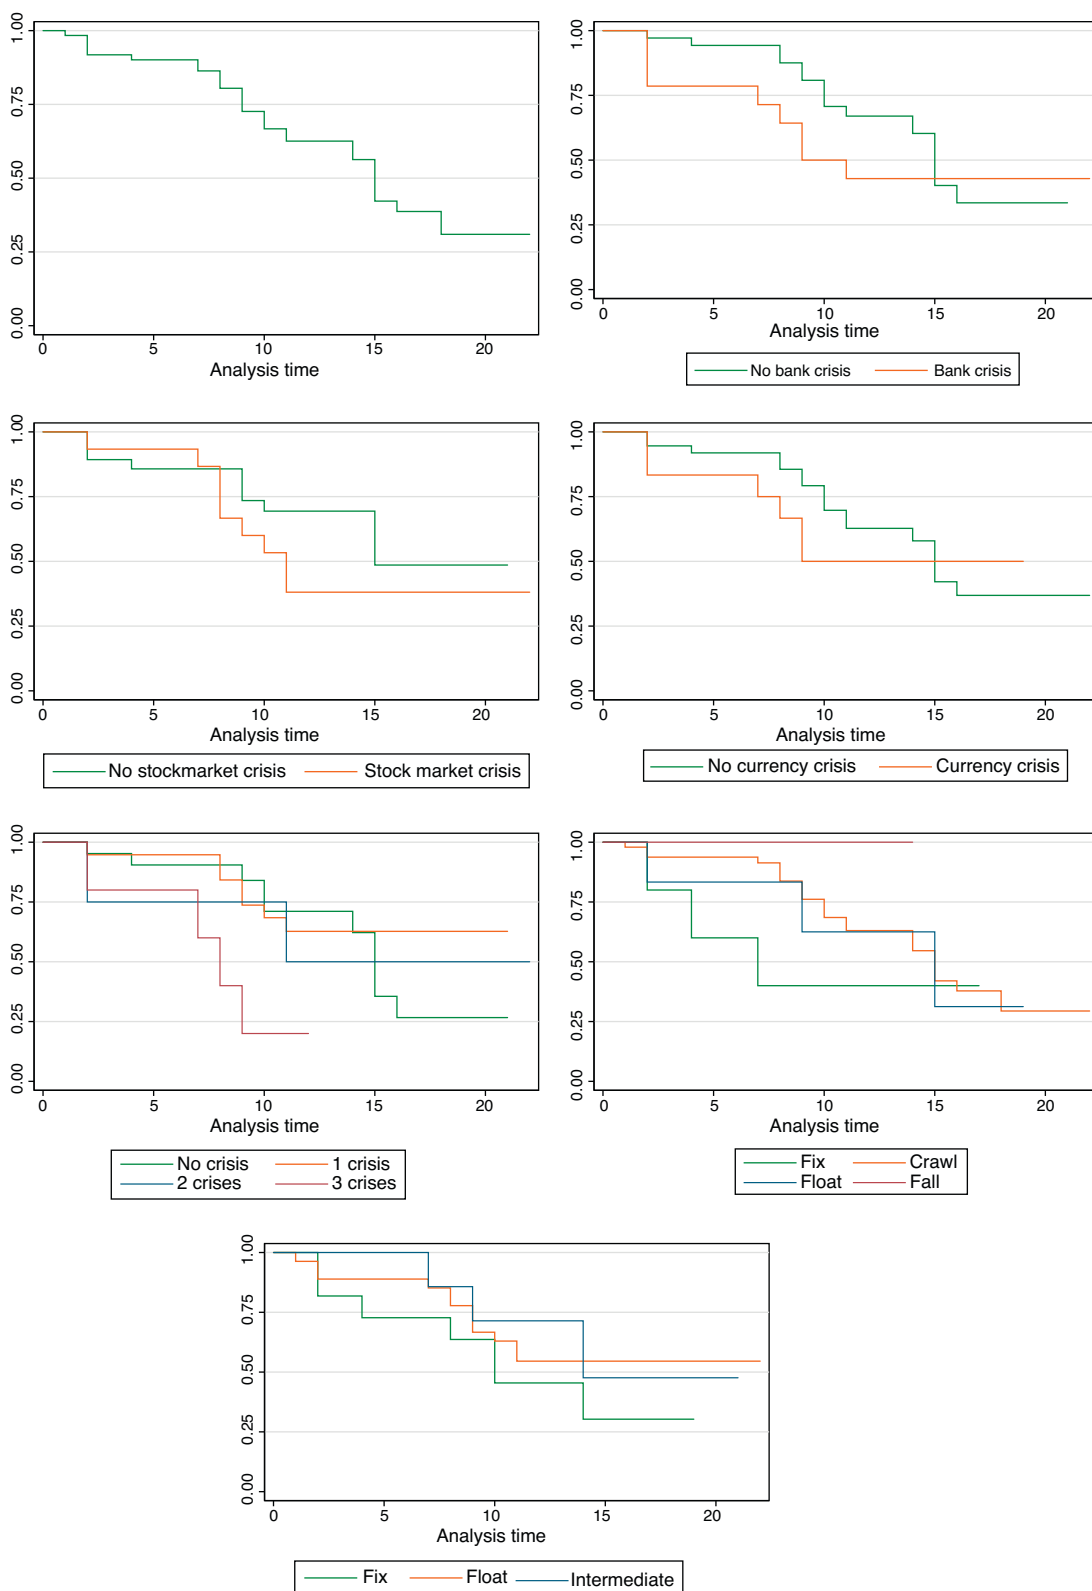 1.00
0.75
0.50
0.25
0.00
0 5 10 15 20
Analysis time
1.00
0.75
0.50
0.25
0.00
0 5 10 15 20
Analysis time
No bank crisis Bank crisis
1.00
0.75
0.50
0.25
0.00
0 5 10 15 20
Analysis time
No stockmarket crisis Stock market crisis
1.00
0.75
0.50
0.25
0.00
0 5 10 15 20
Analysis time
No currency crisis Currency crisis
1.00
0.75
0.50
0.25
0.00
0 5 10 15 20
Analysis time
No crisis 1 crisis
2 crises 3 crises
1.00
0.75
0.50
0.25
0.00
0 5 10 15 20
Analysis time
Fix Crawl
Float Fall
1.00
0.75
0.50
0.25
0.00
0 5 10 15 20
Analysis time
Fix Float Intermediate